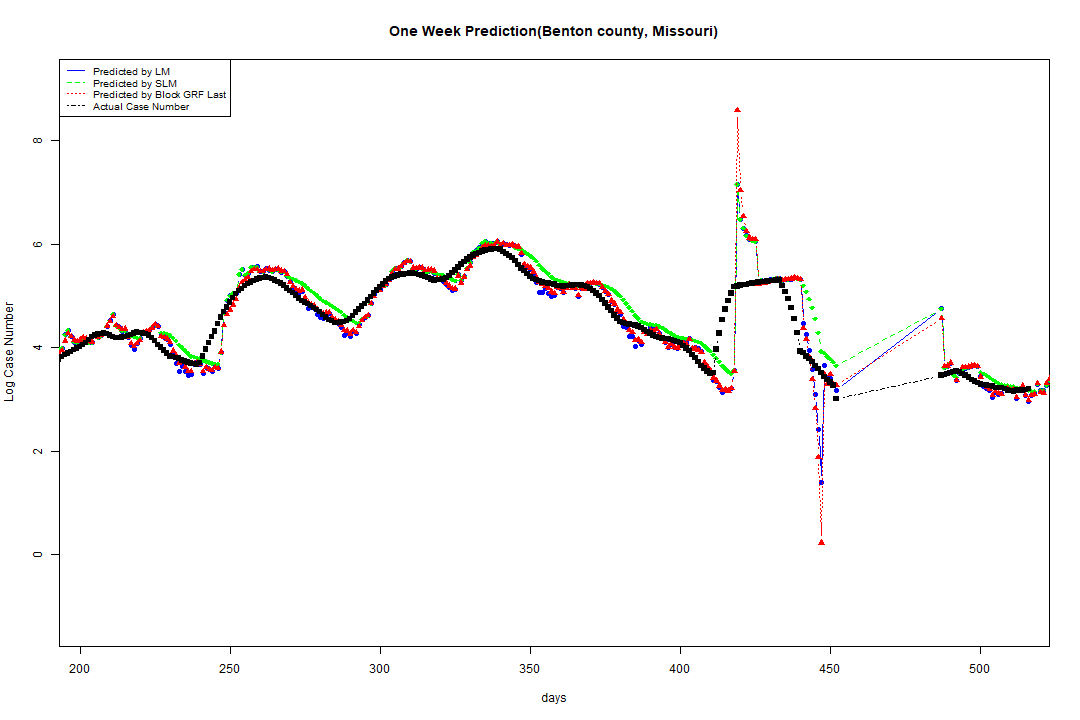 One Week Prediction(Benton county, Missouri)
Predicted by LM
Predicted by SLM
Predicted by Block GRF Last
Actual Case Number
Log Case Number
8
6
4
2
0
200 250 300 350 400 450 500
days